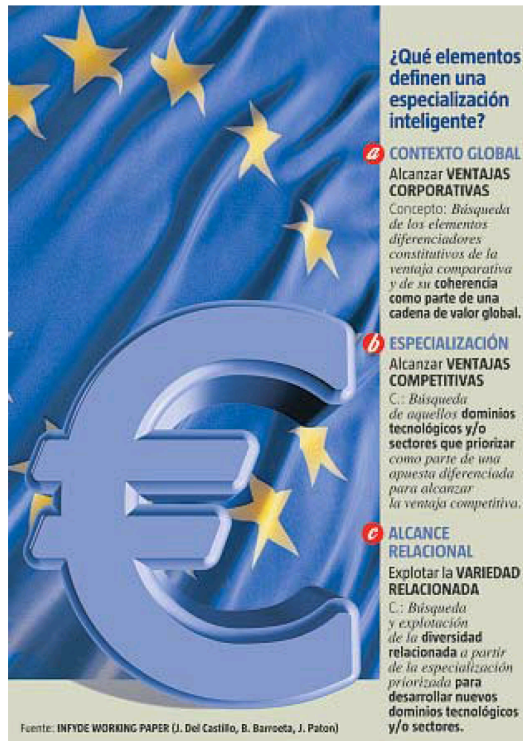 ¿Qué elementos
definen una
especialización
inteligente?
a CONTEXTO GLOBAL
Alcanzar VENTAJAS
CORPORATIVAS
Concepto: Búsqueda
de los elementos
diferenciadores
constitutivos de la
ventaja comparativa
y de su coherencia
como parte de una
cadena de valor global.
b ESPECIALIZACIÓN
Alcanzar VENTAJAS
COMPETITIVAS
C.: Búsqueda
de aquellos dominios
tecnológicos y/o
sectores que priorizar
como parte de una
apuesta diferenciada
para alcanzar
la ventaja competitiva.
c ALCANCE
RELACIONAL
Explotar la VARIEDAD
RELACIONADA
C.: Búsqueda
y explotación
de la diversidad
relacionada a partir
de la especialización
priorizada para
desarrollar nuevos
dominios tecnológicos
y/o sectores.
Fuente: INFYDE WORKING PAPER (J. Del Castillo, B. Barroeta, J. Paton)